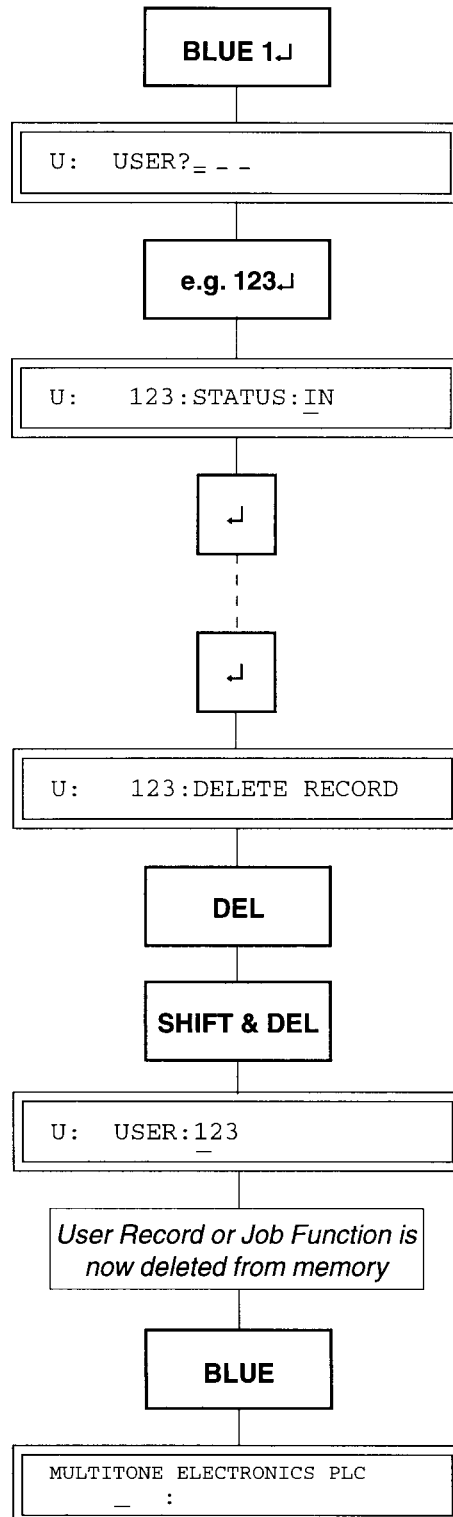 BLUE 1↵
U: USER?_ _ _
e.g. 123↵
U: 123:STATUS:IN
↵
↵
U: 123:DELETE RECORD
DEL
SHIFT & DEL
U: USER:123
User Record or Job Function is
now deleted from memory
BLUE
MULTITONE ELECTRONICS PLC
_ :